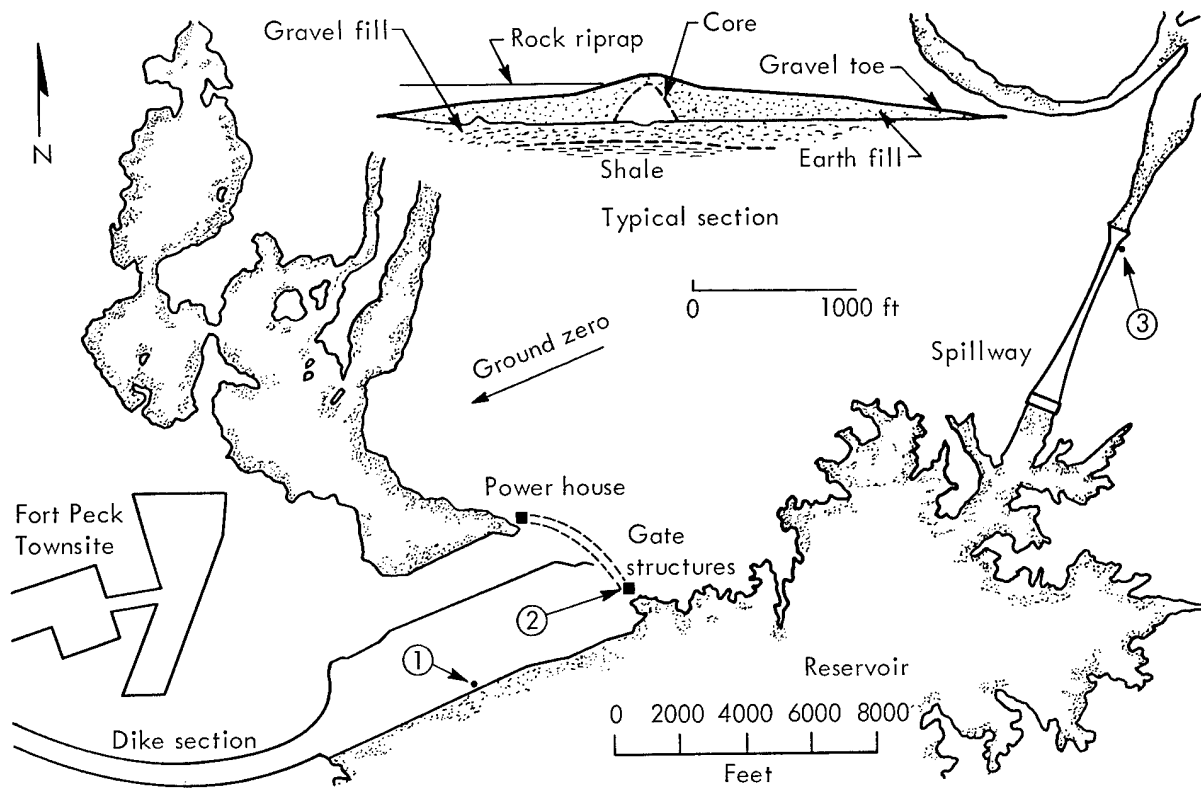 Gravel fill
Rock riprap
Core
Gravel toe
N
Shale
Earth fill
Typical section
0 1000 ft
3
Ground zero
Spillway
Power house
Fort Peck
Townsite
Gate
structures
2
1
Reservoir
0 2000 4000 6000 8000
Feet
Dike section